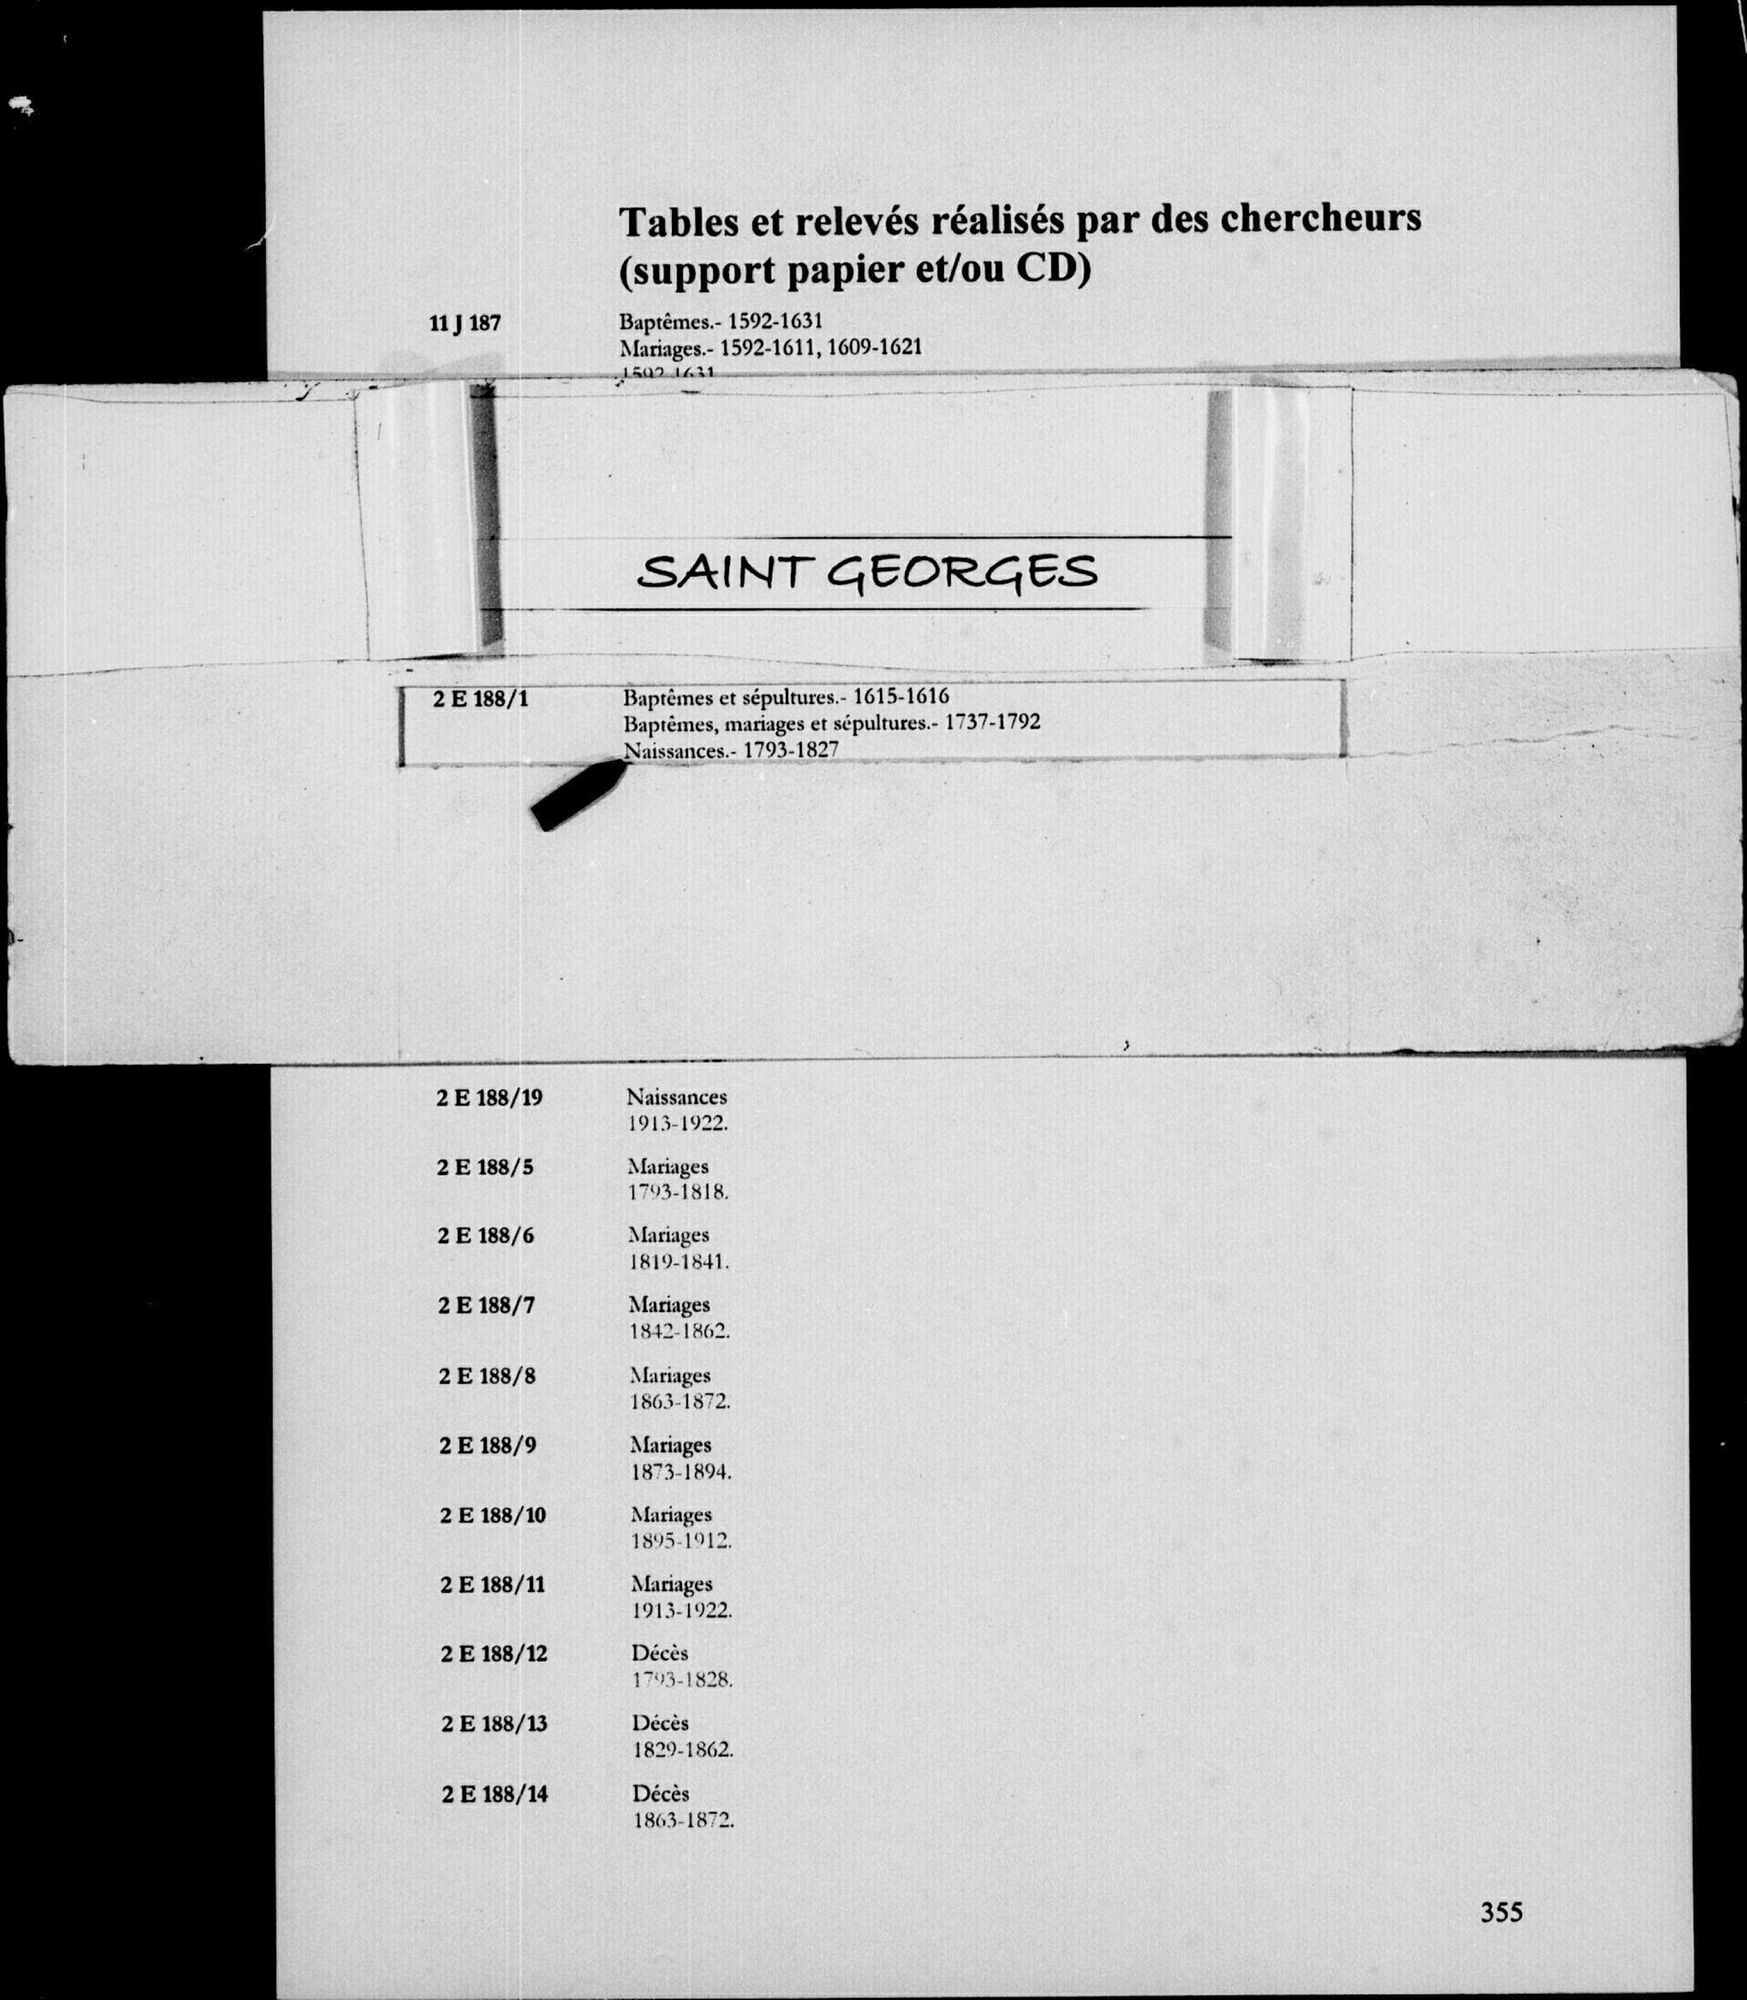 Tables et relevés réalisés par des chercheurs
(support papier et/ou CD)
11 J 187 Baptêmes.- 1592-1631
Mariages.- 1592-1611, 1609-1621
1592-1631
SAINT GEORGES
2 E 188/1 Baptêmes et sépultures.- 1615-1616
Baptêmes, mariages et sépultures.- 1737-1792
Naissances.- 1793-1827
2 E 188/19 Naissances
1913-1922.
2 E 188/5 Mariages
1793-1818.
2 E 188/6 Mariages
1819-1841.
2 E 188/7 Mariages
1842-1862.
2 E 188/8 Mariages
1863-1872.
2 E 188/9 Mariages
1873-1894.
2 E 188/10 Mariages
1895-1912.
2 E 188/11 Mariages
1913-1922.
2 E 188/12 Décès
1793-1828.
2 E 188/13 Décès
1829-1862.
2 E 188/14 Décès
1863-1872.
355